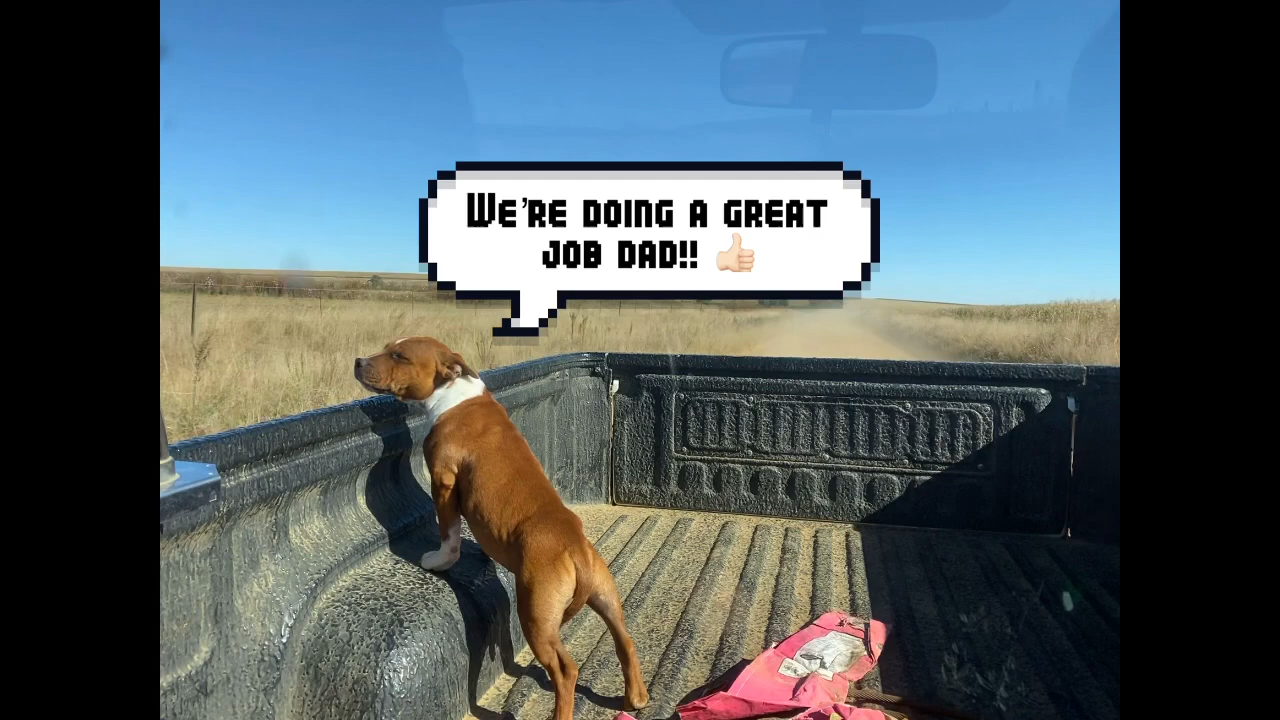 We're doing a great
job dad!! 👍🏻